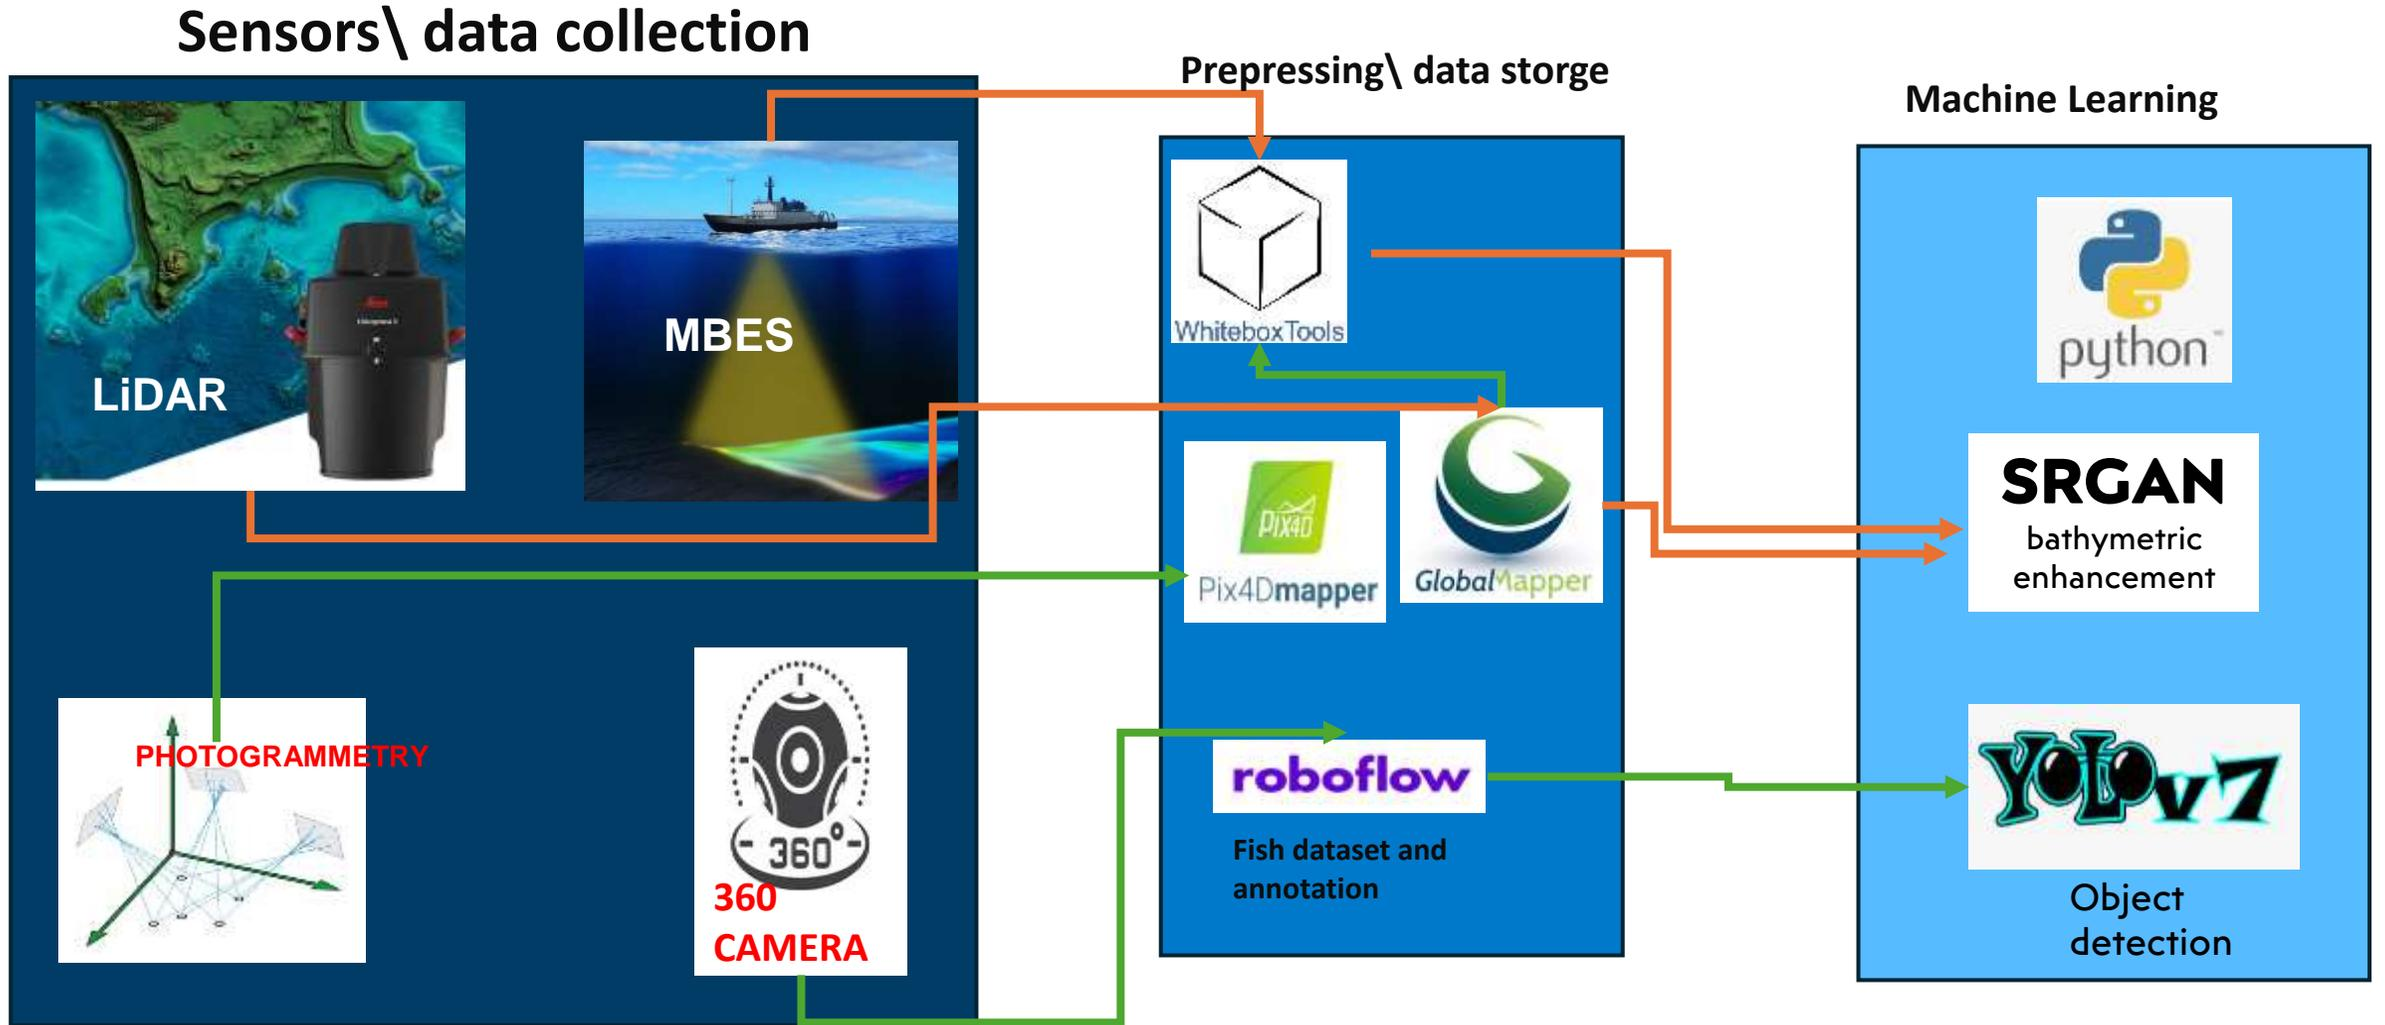 Sensors\ data collection
Prepressing\ data storge
Machine Learning
LiDAR
MBES
WhiteboxTools
python
PIX4D
Pix4Dmapper
GlobalMapper
SRGAN
bathymetric
enhancement
PHOTOGRAMMETRY
360°
360
CAMERA
roboflow
Fish dataset and
annotation
YOLOv7
Object
detection